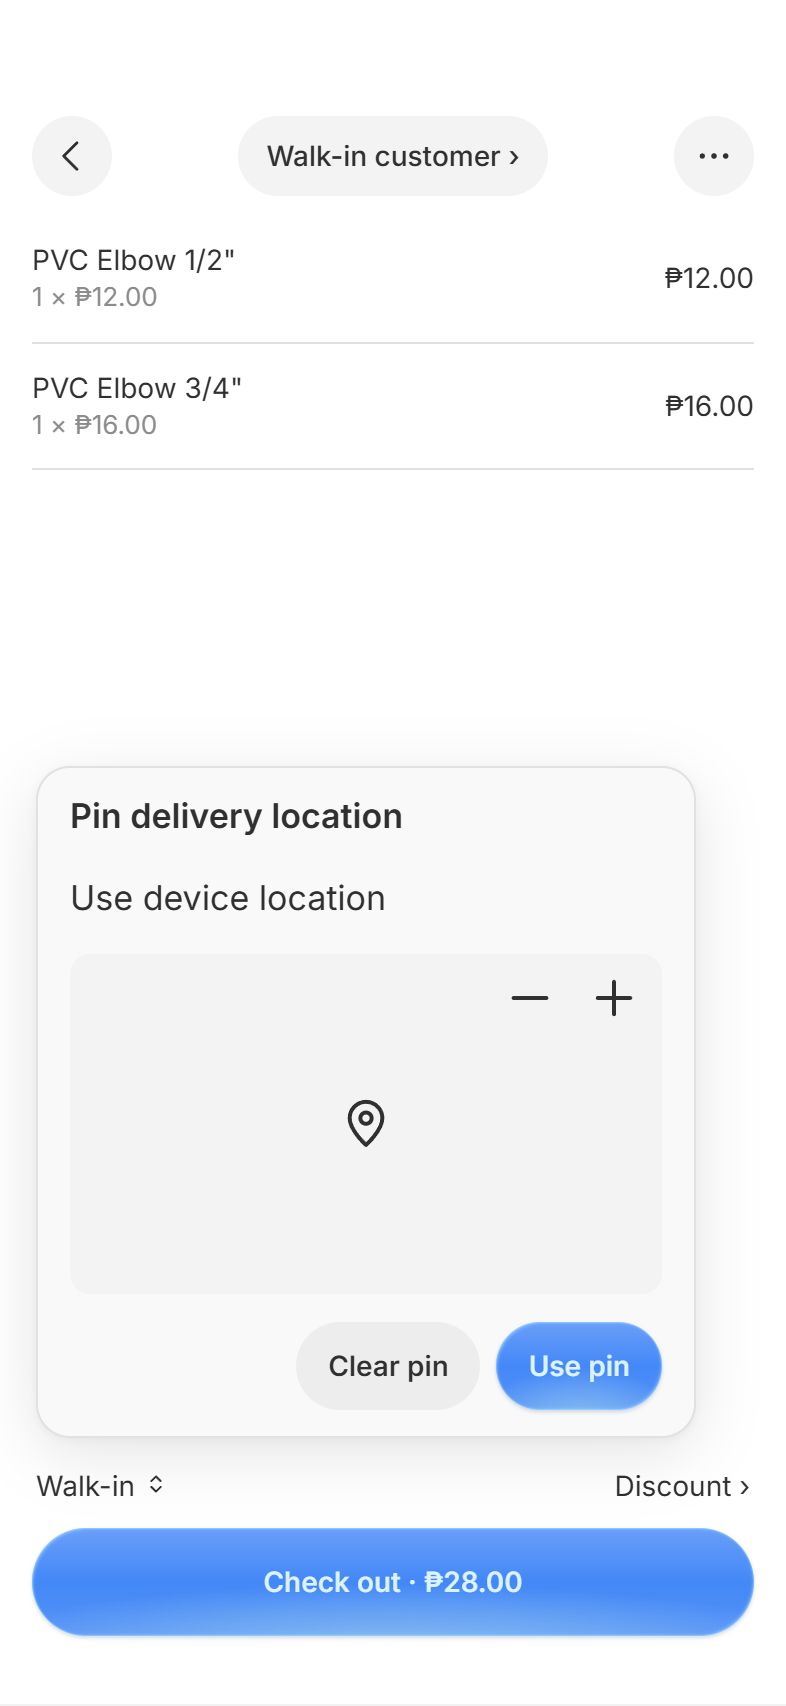 Walk-in customer ›
PVC Elbow 1/2"
1 × ₱12.00
₱12.00
PVC Elbow 3/4"
1 × ₱16.00
₱16.00
Pin delivery location
Use device location
Clear pin
Use pin
Walk-in
Discount ›
Check out · ₱28.00